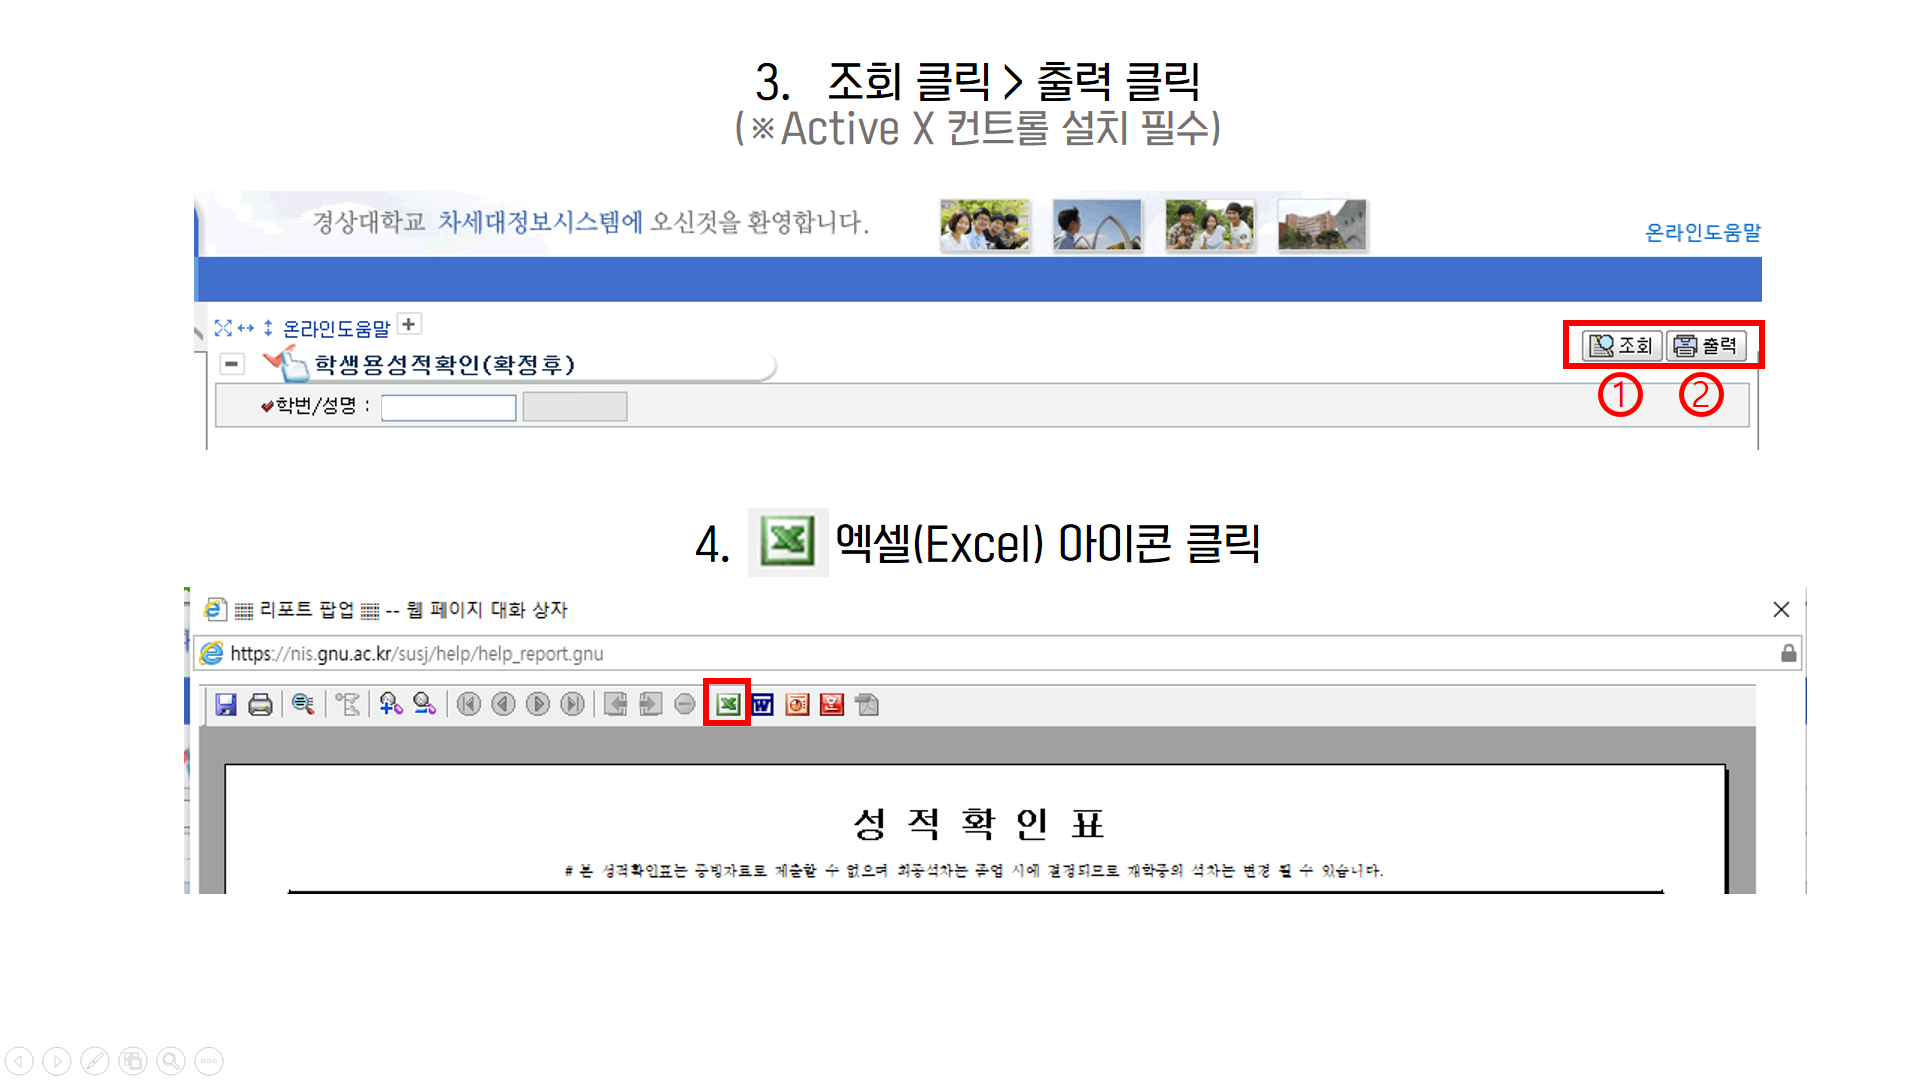 3. 조회 클릭 > 출력 클릭
(※Active X 컨트롤 설치 필수)
경상대학교 차세대정보시스템에 오신것을 환영합니다.
온라인도움말
온라인도움말
조회 출력
학생용성적확인(확정후)
① ②
학번/성명 :
4. 엑셀(Excel) 아이콘 클릭
▦ 리포트 팝업 ▦ -- 웹 페이지 대화 상자
https://nis.gnu.ac.kr/susj/help/help_report.gnu
성 적 확 인 표
# 본 성적확인표는 증빙자료로 제출할 수 없으며 최종석차는 졸업 시에 결정되므로 재학중의 석차는 변경 될 수 있습니다.